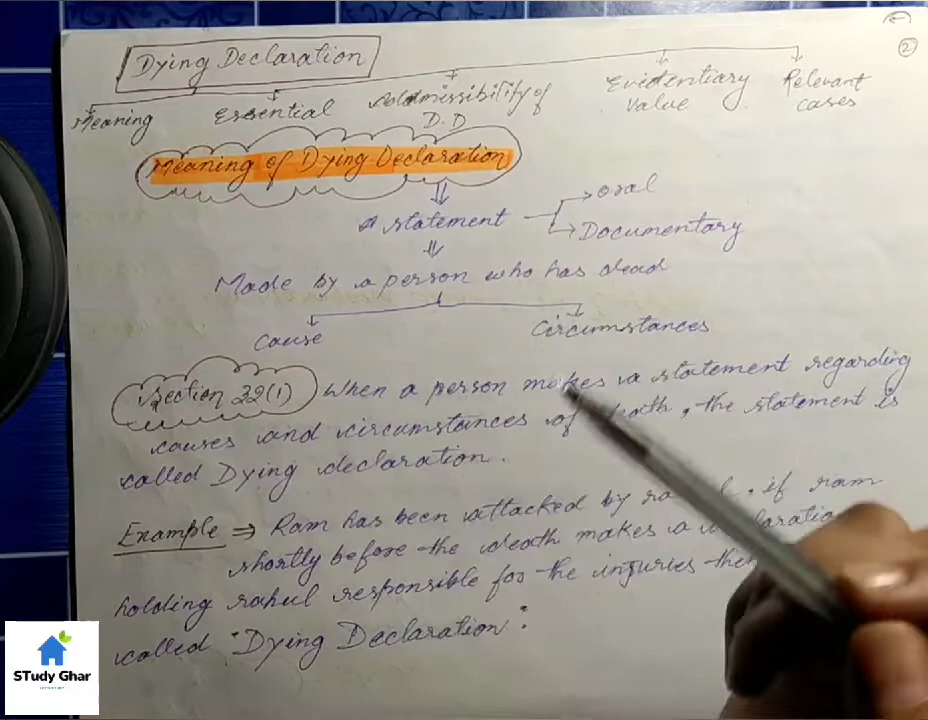 ②
Dying Declaration
Meaning Essential Admissibility of D.D Evidentiary value Relevant cases
Meaning of Dying Declaration
A statement → oral
→ Documentary
Made by a person who has dead
Cause Circumstances
Section 32(1) When a person makes a statement regarding
causes and circumstances of death, the statement is
called Dying declaration.
Example ⇒ Ram has been attacked by , if ram
shortly before the death makes a
holding rahul responsible foo the injuries
called "Dying Declaration".
STudy Ghar